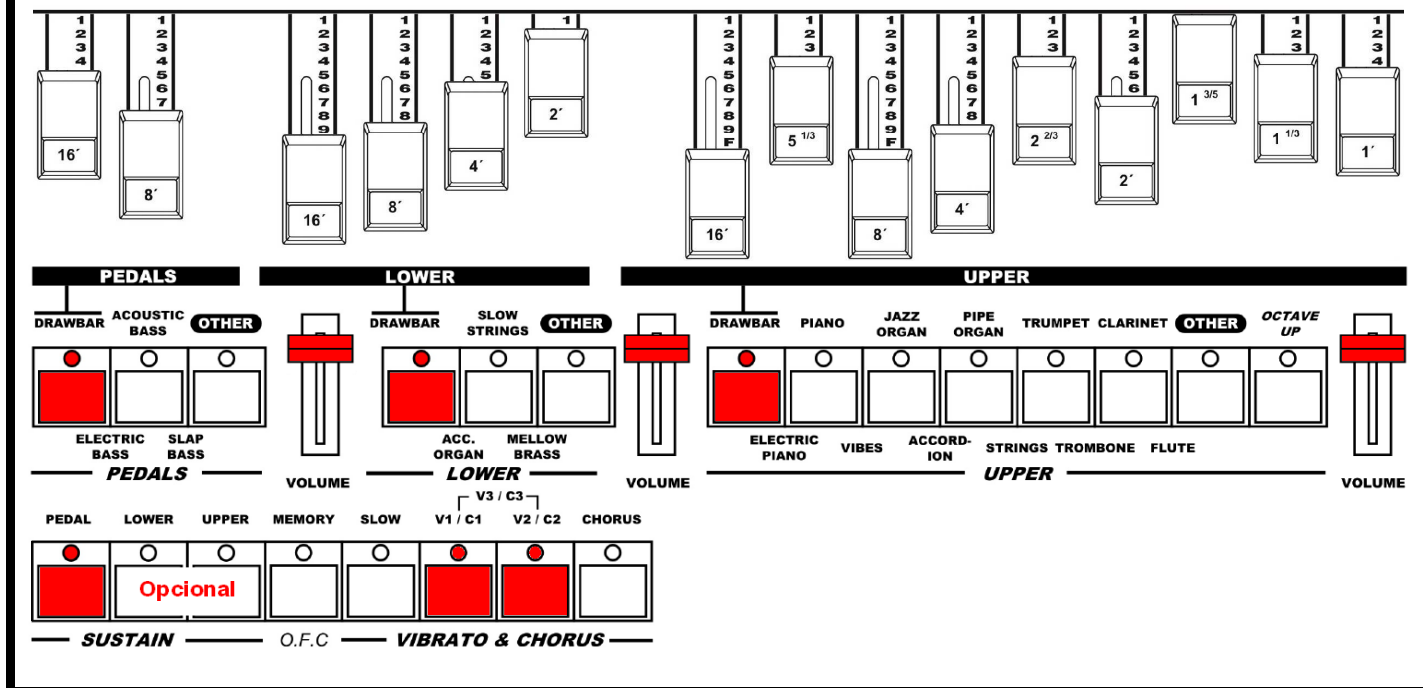 1 1 1 1 1 1 1 1 1 1 1 1 1
2 2 2 2 2 2 2 2 2 2 2 2
3 3 3 3 3 3 3 3 3 3 3 3
4 4 4 4 4 4 4 4 4 4
5 5 5 5 5 5 5 5
6 6 6 6 6 6 6
7 7 7 7 7 7
8 8 8 8 8
9 9 9
F F
16´ 8´ 16´ 8´ 4´ 2´ 16´ 5 1/3 8´ 4´ 2 2/3 2´ 1 3/5 1 1/3 1´
PEDALS LOWER UPPER
DRAWBAR ACOUSTIC BASS OTHER
DRAWBAR SLOW STRINGS OTHER
DRAWBAR PIANO JAZZ ORGAN PIPE ORGAN TRUMPET CLARINET OTHER OCTAVE UP
ELECTRIC BASS SLAP BASS
ACC. ORGAN MELLOW BRASS
ELECTRIC PIANO VIBES ACCORD-ION STRINGS TROMBONE FLUTE
PEDALS VOLUME LOWER VOLUME UPPER VOLUME
V3 / C3
PEDAL LOWER UPPER MEMORY SLOW V1 / C1 V2 / C2 CHORUS
Opcional
SUSTAIN O.F.C VIBRATO & CHORUS